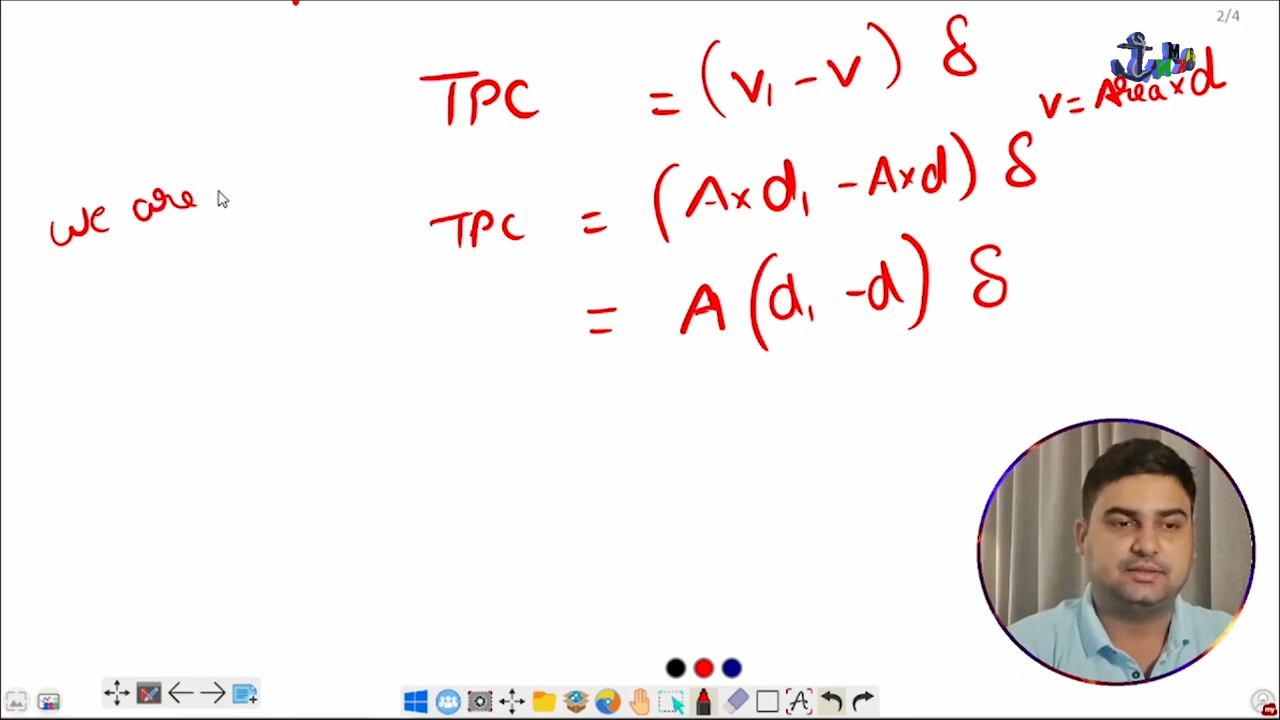 2/4
TPC = (V₁ - V) δ
V = Area × d
TPC = (A × d₁ - A × d) δ
we are
= A (d₁ - d) δ